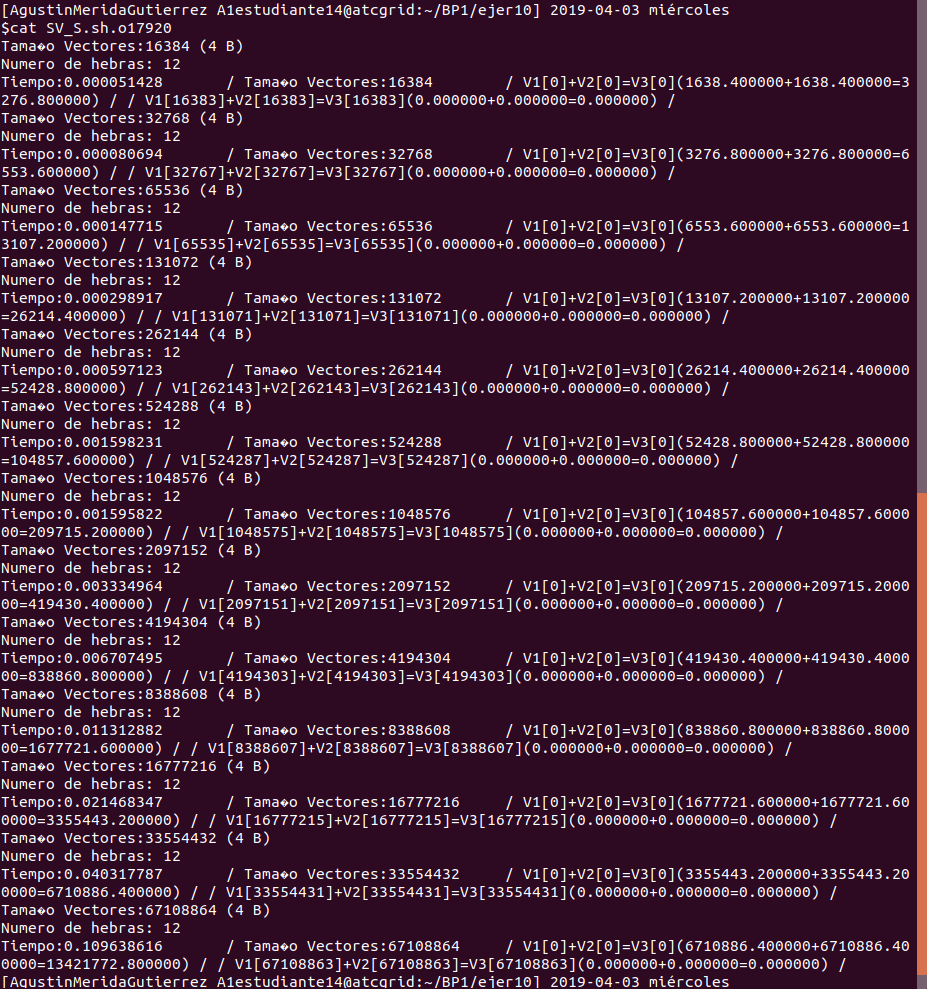 [AgustinMeridaGutierrez A1estudiante14@atcgrid:~/BP1/ejer10] 2019-04-03 miércoles
$cat SV_S.sh.o17920
Tama�o Vectores:16384 (4 B)
Numero de hebras: 12
Tiempo:0.000051428       / Tama�o Vectores:16384        / V1[0]+V2[0]=V3[0](1638.400000+1638.400000=3
276.800000) / / V1[16383]+V2[16383]=V3[16383](0.000000+0.000000=0.000000) /
Tama�o Vectores:32768 (4 B)
Numero de hebras: 12
Tiempo:0.000080694       / Tama�o Vectores:32768        / V1[0]+V2[0]=V3[0](3276.800000+3276.800000=6
553.600000) / / V1[32767]+V2[32767]=V3[32767](0.000000+0.000000=0.000000) /
Tama�o Vectores:65536 (4 B)
Numero de hebras: 12
Tiempo:0.000147715       / Tama�o Vectores:65536        / V1[0]+V2[0]=V3[0](6553.600000+6553.600000=1
3107.200000) / / V1[65535]+V2[65535]=V3[65535](0.000000+0.000000=0.000000) /
Tama�o Vectores:131072 (4 B)
Numero de hebras: 12
Tiempo:0.000298917       / Tama�o Vectores:131072       / V1[0]+V2[0]=V3[0](13107.200000+13107.200000
=26214.400000) / / V1[131071]+V2[131071]=V3[131071](0.000000+0.000000=0.000000) /
Tama�o Vectores:262144 (4 B)
Numero de hebras: 12
Tiempo:0.000597123       / Tama�o Vectores:262144       / V1[0]+V2[0]=V3[0](26214.400000+26214.400000
=52428.800000) / / V1[262143]+V2[262143]=V3[262143](0.000000+0.000000=0.000000) /
Tama�o Vectores:524288 (4 B)
Numero de hebras: 12
Tiempo:0.001598231       / Tama�o Vectores:524288       / V1[0]+V2[0]=V3[0](52428.800000+52428.800000
=104857.600000) / / V1[524287]+V2[524287]=V3[524287](0.000000+0.000000=0.000000) /
Tama�o Vectores:1048576 (4 B)
Numero de hebras: 12
Tiempo:0.001595822       / Tama�o Vectores:1048576      / V1[0]+V2[0]=V3[0](104857.600000+104857.6000
00=209715.200000) / / V1[1048575]+V2[1048575]=V3[1048575](0.000000+0.000000=0.000000) /
Tama�o Vectores:2097152 (4 B)
Numero de hebras: 12
Tiempo:0.003334964       / Tama�o Vectores:2097152      / V1[0]+V2[0]=V3[0](209715.200000+209715.2000
00=419430.400000) / / V1[2097151]+V2[2097151]=V3[2097151](0.000000+0.000000=0.000000) /
Tama�o Vectores:4194304 (4 B)
Numero de hebras: 12
Tiempo:0.006707495       / Tama�o Vectores:4194304      / V1[0]+V2[0]=V3[0](419430.400000+419430.4000
00=838860.800000) / / V1[4194303]+V2[4194303]=V3[4194303](0.000000+0.000000=0.000000) /
Tama�o Vectores:8388608 (4 B)
Numero de hebras: 12
Tiempo:0.011312882       / Tama�o Vectores:8388608      / V1[0]+V2[0]=V3[0](838860.800000+838860.8000
00=1677721.600000) / / V1[8388607]+V2[8388607]=V3[8388607](0.000000+0.000000=0.000000) /
Tama�o Vectores:16777216 (4 B)
Numero de hebras: 12
Tiempo:0.021468347       / Tama�o Vectores:16777216     / V1[0]+V2[0]=V3[0](1677721.600000+1677721.60
0000=3355443.200000) / / V1[16777215]+V2[16777215]=V3[16777215](0.000000+0.000000=0.000000) /
Tama�o Vectores:33554432 (4 B)
Numero de hebras: 12
Tiempo:0.040317787       / Tama�o Vectores:33554432     / V1[0]+V2[0]=V3[0](3355443.200000+3355443.20
0000=6710886.400000) / / V1[33554431]+V2[33554431]=V3[33554431](0.000000+0.000000=0.000000) /
Tama�o Vectores:67108864 (4 B)
Numero de hebras: 12
Tiempo:0.109638616       / Tama�o Vectores:67108864     / V1[0]+V2[0]=V3[0](6710886.400000+6710886.40
0000=13421772.800000) / / V1[67108863]+V2[67108863]=V3[67108863](0.000000+0.000000=0.000000) /
[AgustinMeridaGutierrez A1estudiante14@atcgrid:~/BP1/ejer10] 2019-04-03 miércoles